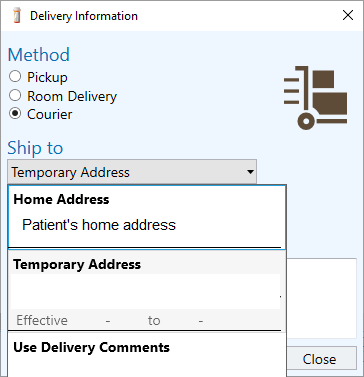 Delivery Information
Method
Pickup
Room Delivery
Courier
Ship to
Temporary Address
Home Address
Patient's home address
Temporary Address
Effective - to -
Use Delivery Comments
Close